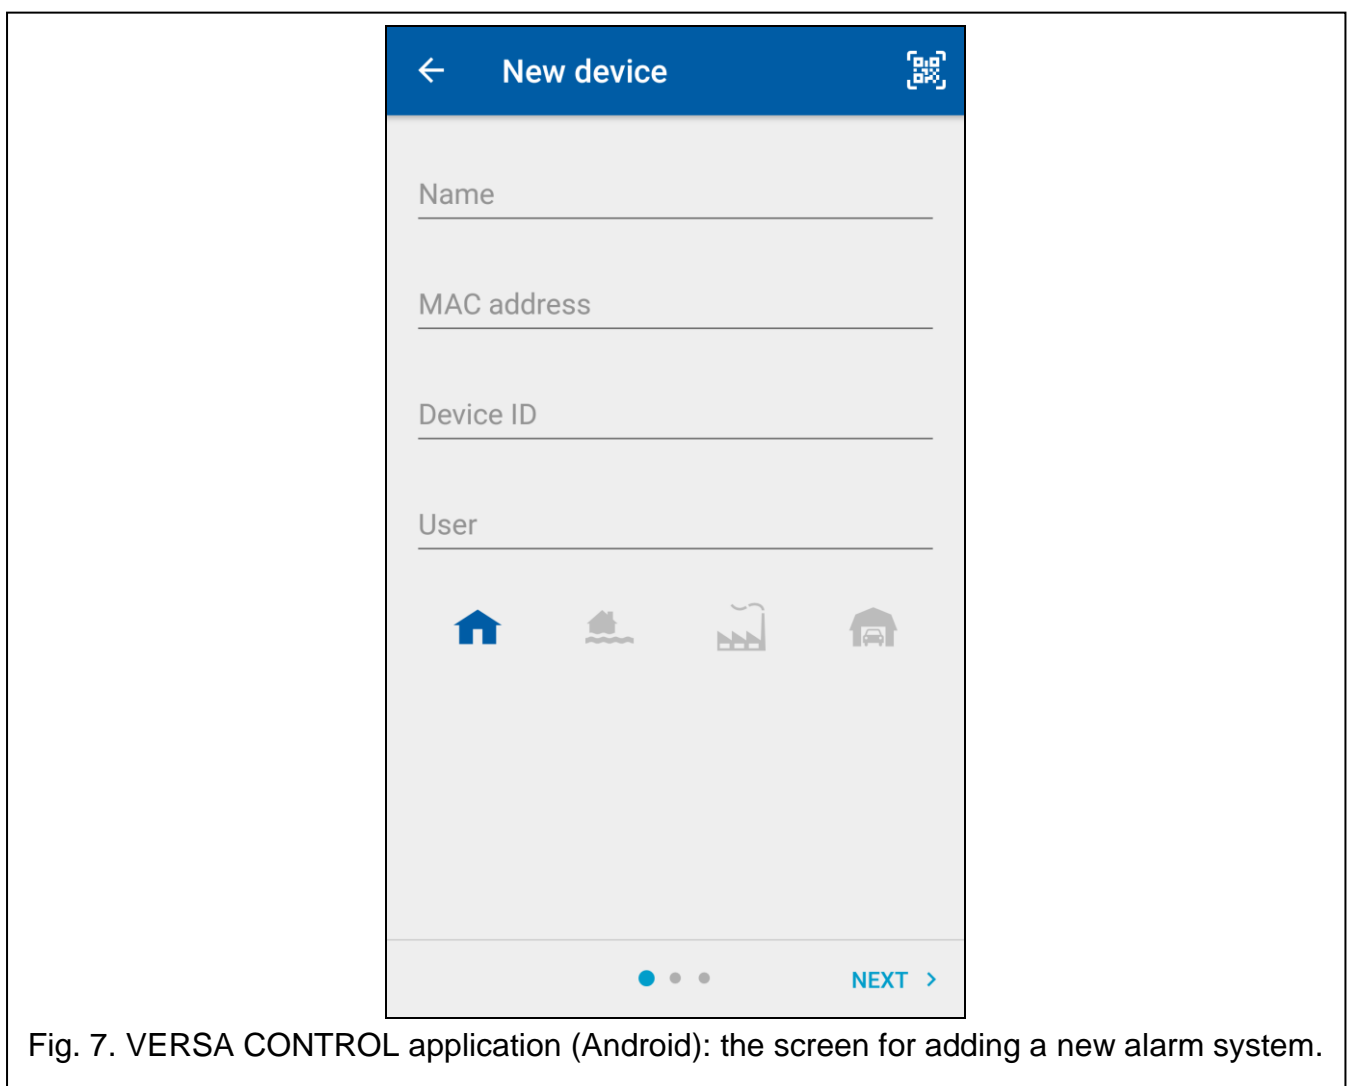 New device
Name
MAC address
Device ID
User
NEXT
Fig. 7. VERSA CONTROL application (Android): the screen for adding a new alarm system.